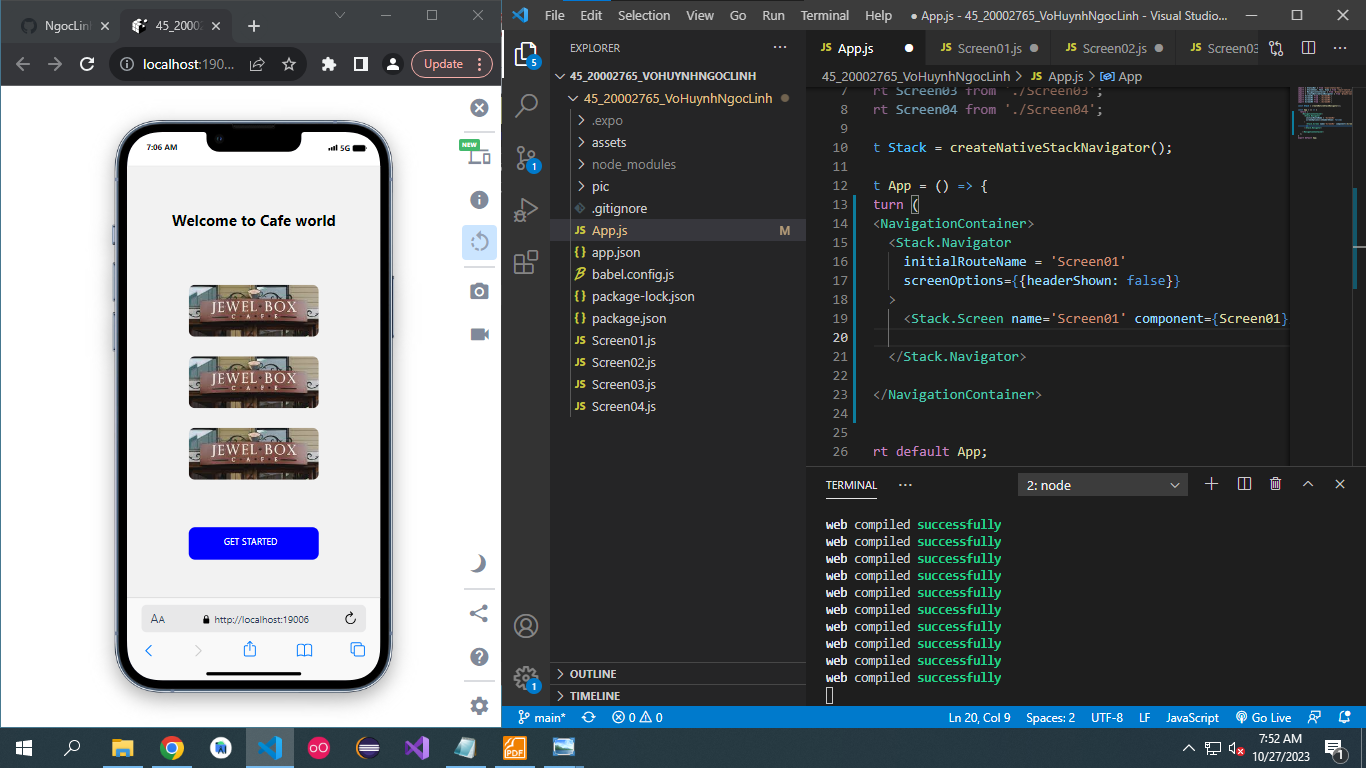 NgocLinh
45_20002
localhost:190...
Update
7:06 AM
5G
Welcome to Cafe world
JEWEL·BOX
CAFE
JEWEL·BOX
CAFE
JEWEL·BOX
CAFE
GET STARTED
AA
http://localhost:19006
NEW
File Edit Selection View Go Run Terminal Help
● App.js - 45_20002765_VoHuynhNgocLinh - Visual Studio...
EXPLORER
45_20002765_VOHUYNHNGOCLINH
45_20002765_VoHuynhNgocLinh
.expo
assets
node_modules
pic
.gitignore
JS App.js M
{} app.json
babel.config.js
{} package-lock.json
{} package.json
JS Screen01.js
JS Screen02.js
JS Screen03.js
JS Screen04.js
OUTLINE
TIMELINE
5
1
1
JS App.js JS Screen01.js JS Screen02.js JS Screen03
45_20002765_VoHuynhNgocLinh > JS App.js > App
7 rt Screen03 from './Screen03';
8 rt Screen04 from './Screen04';
9
10 t Stack = createNativeStackNavigator();
11
12 t App = () => {
13 turn (
14 <NavigationContainer>
15 <Stack.Navigator
16 initialRouteName = 'Screen01'
17 screenOptions={{headerShown: false}}
18 >
19 <Stack.Screen name='Screen01' component={Screen01}
20
21 </Stack.Navigator>
22
23 </NavigationContainer>
24
25
26 rt default App;
TERMINAL ... 2: node
web compiled successfully
web compiled successfully
web compiled successfully
web compiled successfully
web compiled successfully
web compiled successfully
web compiled successfully
web compiled successfully
web compiled successfully
web compiled successfully
main* 0 0 Ln 20, Col 9 Spaces: 2 UTF-8 LF JavaScript Go Live
PDF
7:52 AM
10/27/2023
1